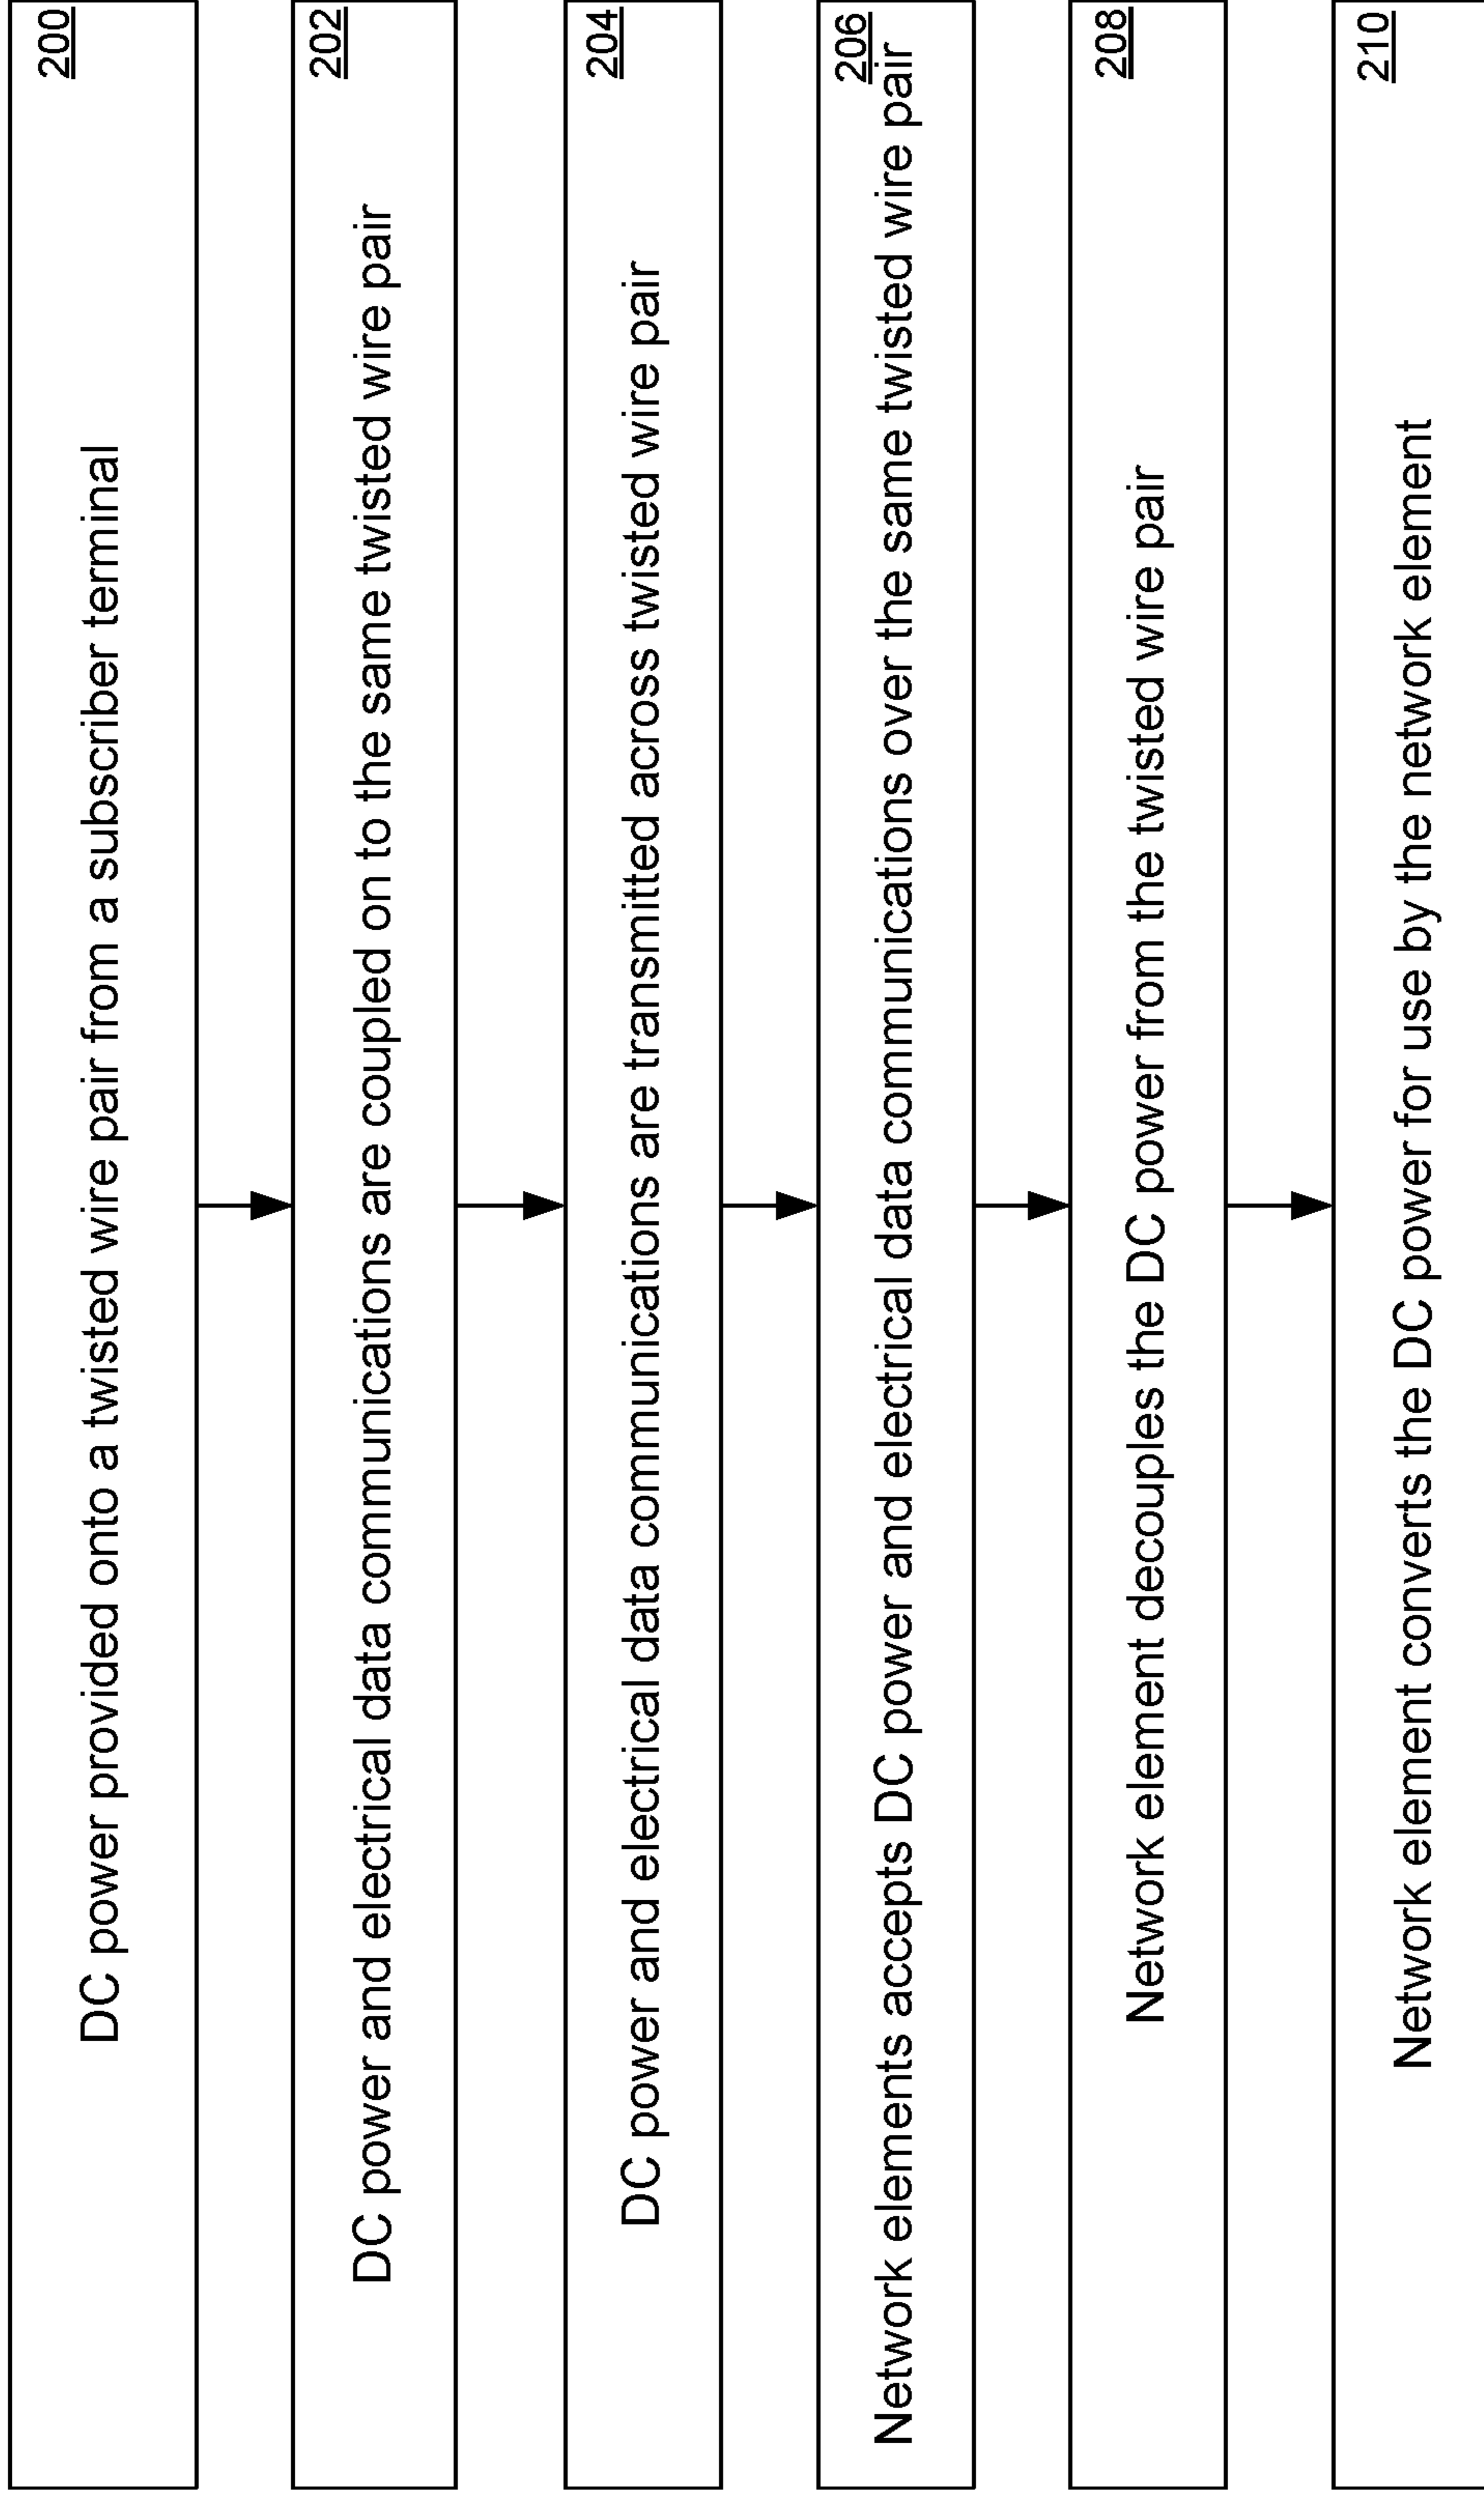 200
DC power provided onto a twisted wire pair from a subscriber terminal
202
DC power and electrical data communications are coupled on to the same twisted wire pair
204
DC power and electrical data communications are transmitted across twisted wire pair
206
Network elements accepts DC power and electrical data communications over the same twisted wire pair
208
Network element decouples the DC power from the twisted wire pair
210
Network element converts the DC power for use by the network element